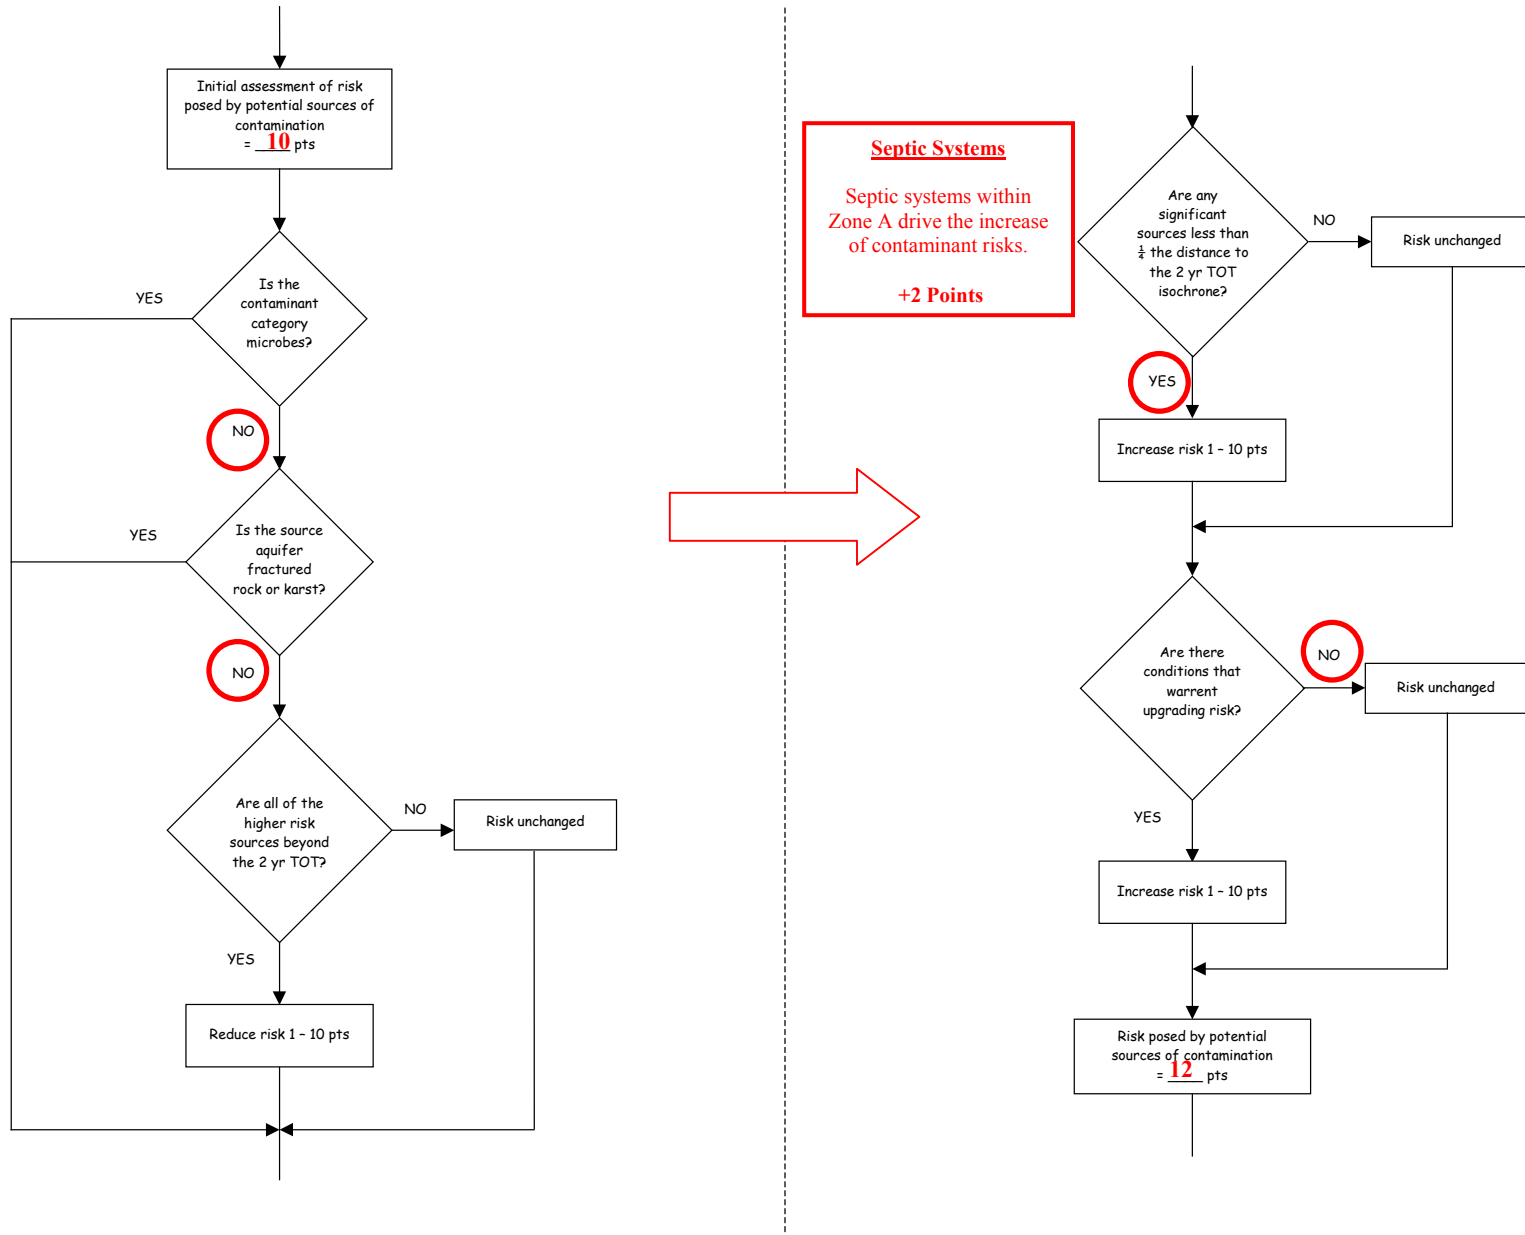 Initial assessment of risk
posed by potential sources of
contamination
= 10 pts
Is the
contaminant
category
microbes?
YES
NO
Is the source
aquifer
fractured
rock or karst?
YES
NO
Are all of the
higher risk
sources beyond
the 2 yr TOT?
NO
Risk unchanged
YES
Reduce risk 1 – 10 pts
Septic Systems
Septic systems within
Zone A drive the increase
of contaminant risks.
+2 Points
Are any
significant
sources less than
¼ the distance to
the 2 yr TOT
isochrone?
NO
Risk unchanged
YES
Increase risk 1 – 10 pts
Are there
conditions that
warrent
upgrading risk?
NO
Risk unchanged
YES
Increase risk 1 – 10 pts
Risk posed by potential
sources of contamination
= 12 pts